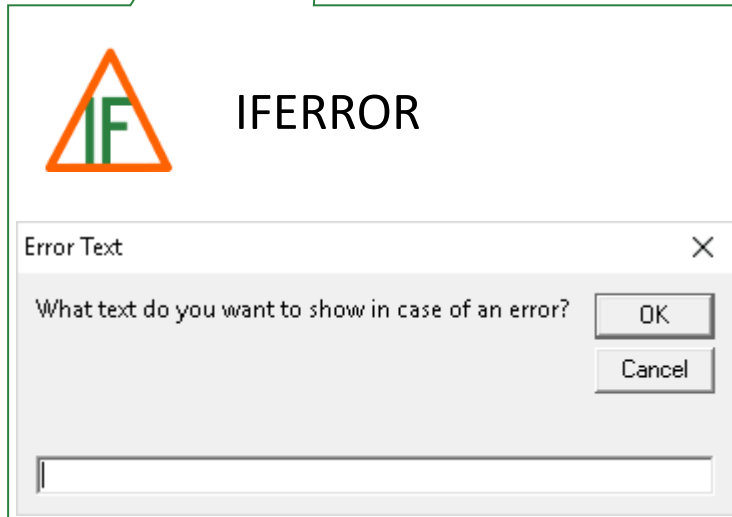 IF
IFERROR
Error Text
What text do you want to show in case of an error?
OK
Cancel